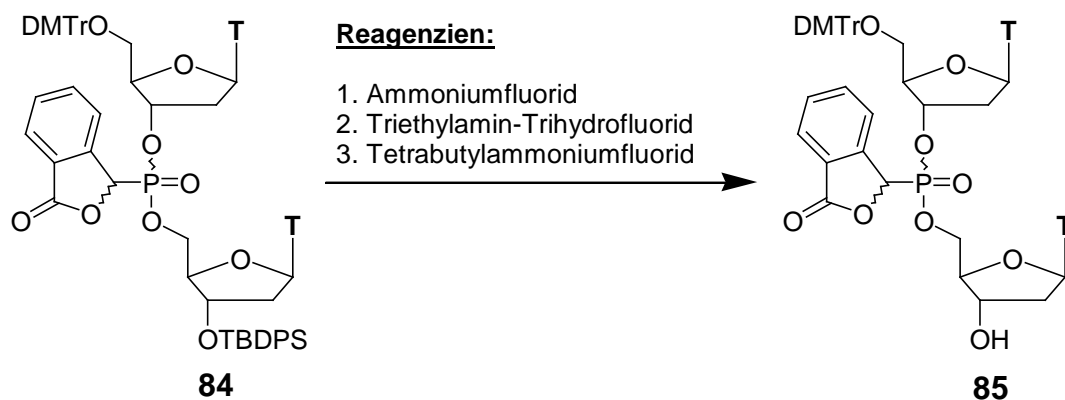 DMTrO
T
O
O
P
O
O
O
O
T
O
OTBDPS
84
Reagenzien:
1. Ammoniumfluorid
2. Triethylamin-Trihydrofluorid
3. Tetrabutylammoniumfluorid
DMTrO
T
O
O
P
O
O
O
O
T
O
OH
85